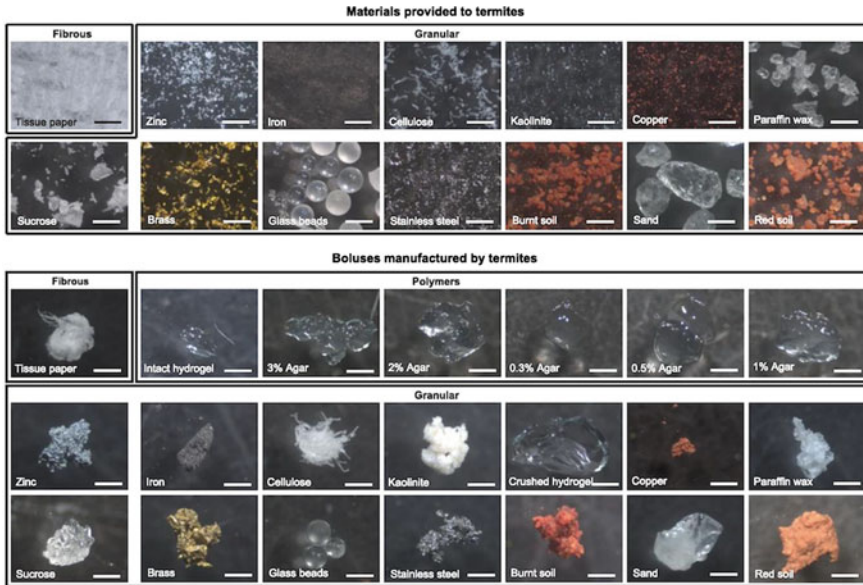 Materials provided to termites
Fibrous
Granular
Tissue paper
Zinc
Iron
Cellulose
Kaolinite
Copper
Paraffin wax
Sucrose
Brass
Glass beads
Stainless steel
Burnt soil
Sand
Red soil
Boluses manufactured by termites
Fibrous
Polymers
Tissue paper
Intact hydrogel
3% Agar
2% Agar
0.3% Agar
0.5% Agar
1% Agar
Granular
Zinc
Iron
Cellulose
Kaolinite
Crushed hydrogel
Copper
Paraffin wax
Sucrose
Brass
Glass beads
Stainless steel
Burnt soil
Sand
Red soil